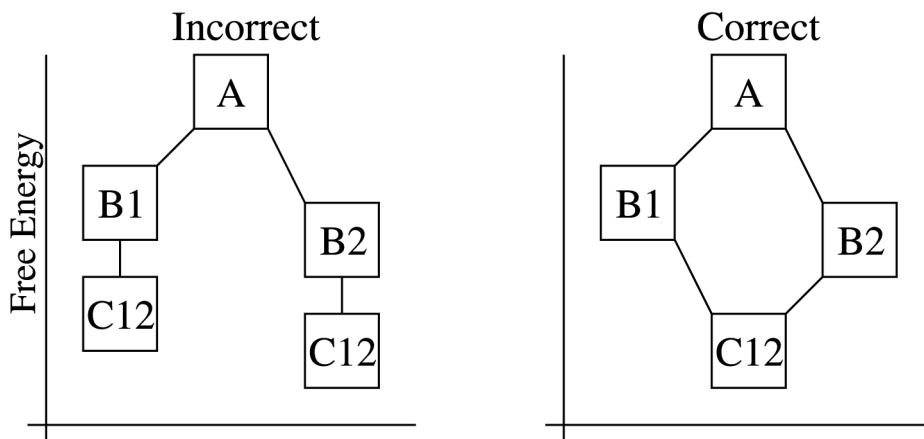 Incorrect
Correct
Free Energy
A
B1
B2
C12
C12
A
B1
B2
C12